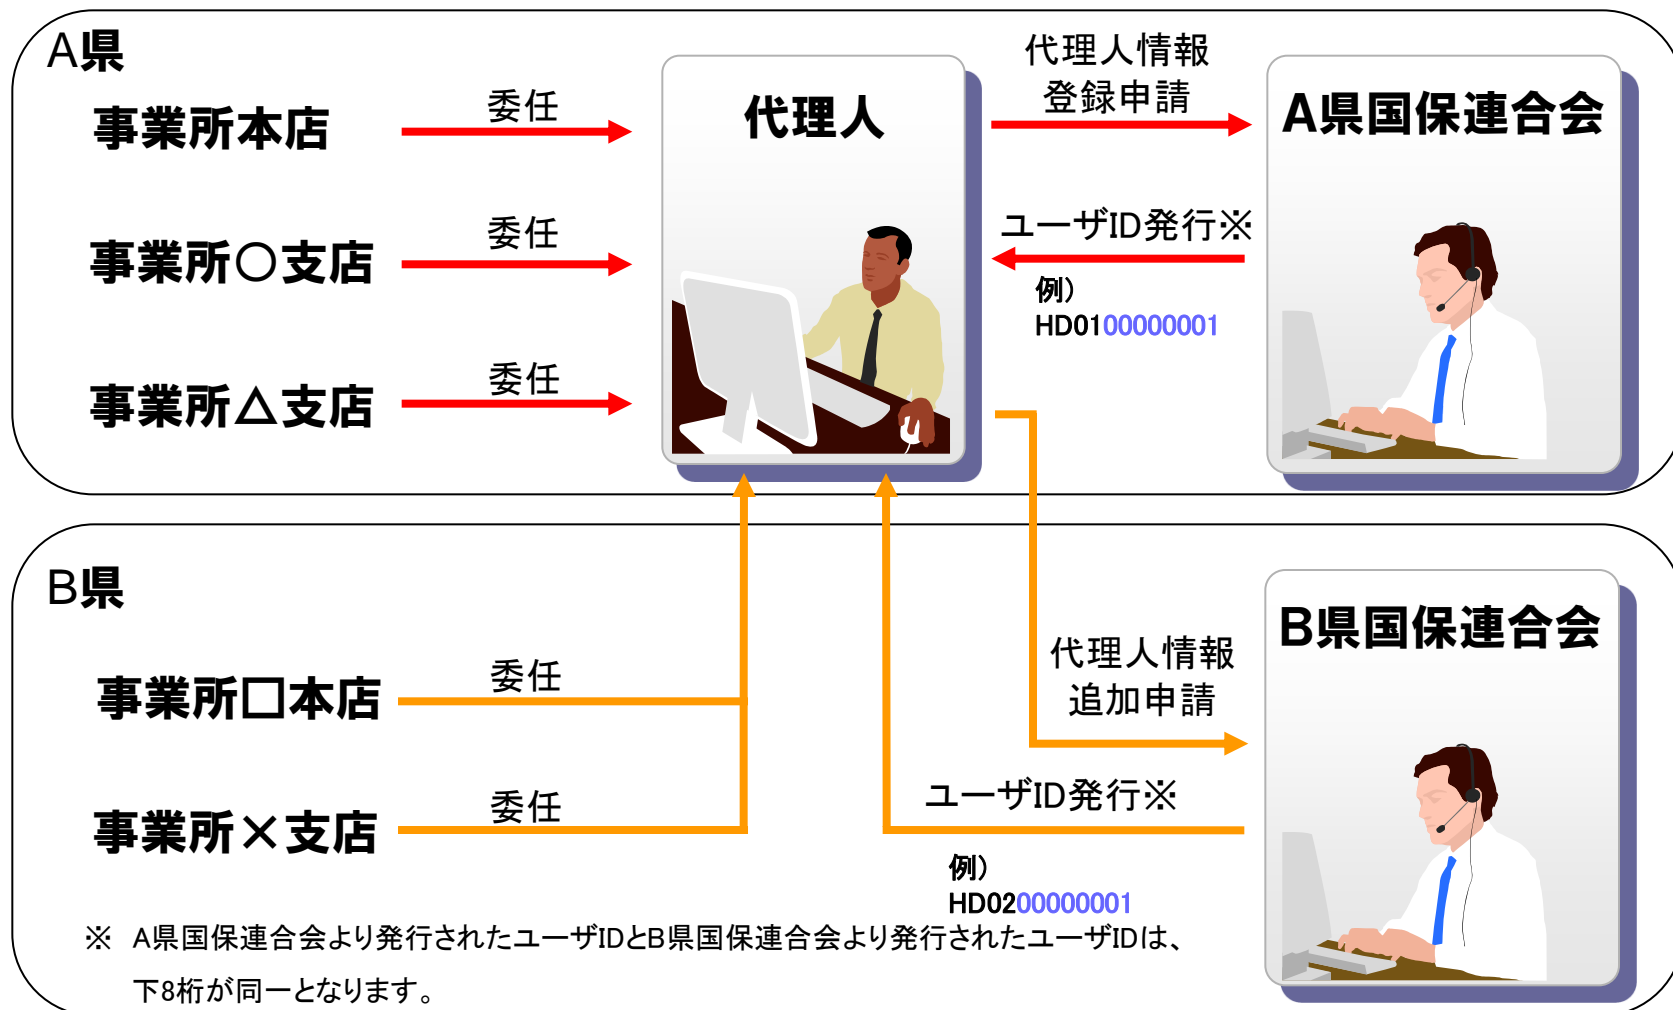 A県
事業所本店
委任
事業所○支店
委任
事業所△支店
委任
代理人
代理人情報
登録申請
ユーザID発行※
例)
HD0100000001
A県国保連合会
B県
事業所□本店
委任
事業所×支店
委任
代理人情報
追加申請
ユーザID発行※
例)
HD0200000001
B県国保連合会
※ A県国保連合会より発行されたユーザIDとB県国保連合会より発行されたユーザIDは、
下8桁が同一となります。